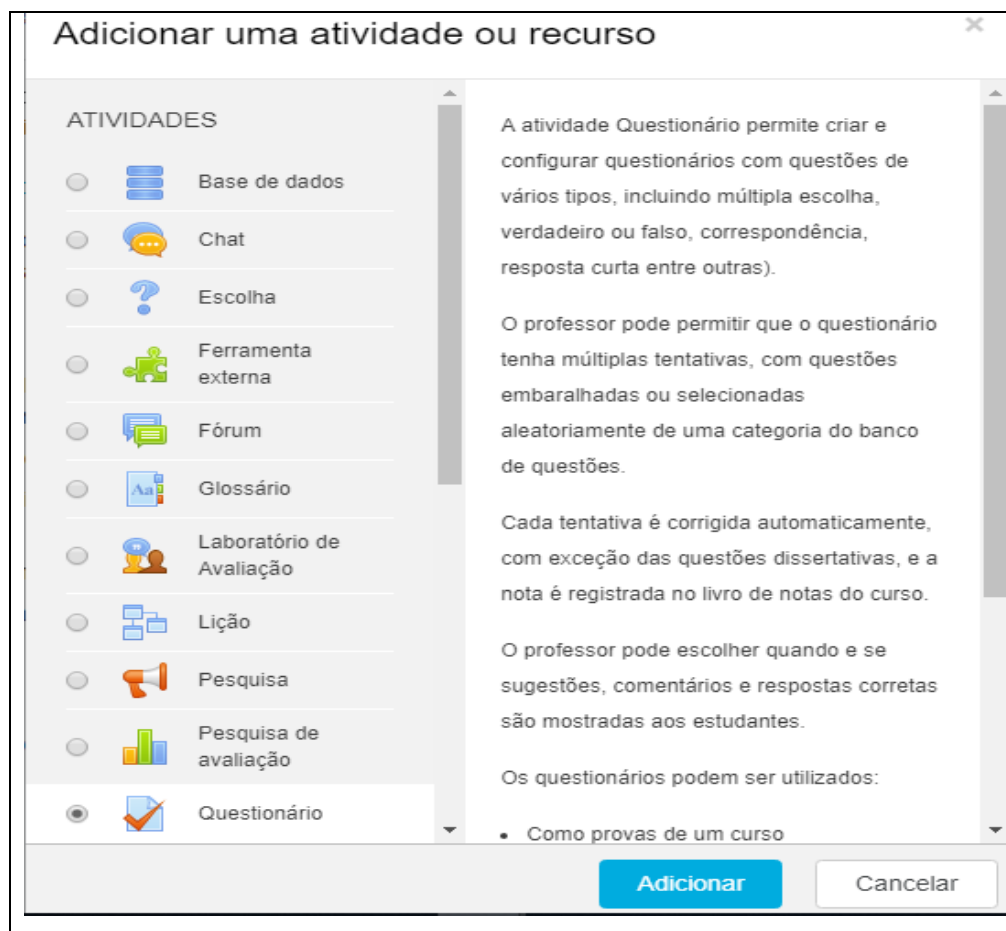 Adicionar uma atividade ou recurso
×
ATIVIDADES
Base de dados
Chat
Escolha
Ferramenta
externa
Fórum
Aa
Glossário
Laboratório de
Avaliação
Lição
Pesquisa
Pesquisa de
avaliação
Questionário
A atividade Questionário permite criar e
configurar questionários com questões de
vários tipos, incluindo múltipla escolha,
verdadeiro ou falso, correspondência,
resposta curta entre outras).
O professor pode permitir que o questionário
tenha múltiplas tentativas, com questões
embaralhadas ou selecionadas
aleatoriamente de uma categoria do banco
de questões.
Cada tentativa é corrigida automaticamente,
com exceção das questões dissertativas, e a
nota é registrada no livro de notas do curso.
O professor pode escolher quando e se
sugestões, comentários e respostas corretas
são mostradas aos estudantes.
Os questionários podem ser utilizados:
• Como provas de um curso
Adicionar
Cancelar